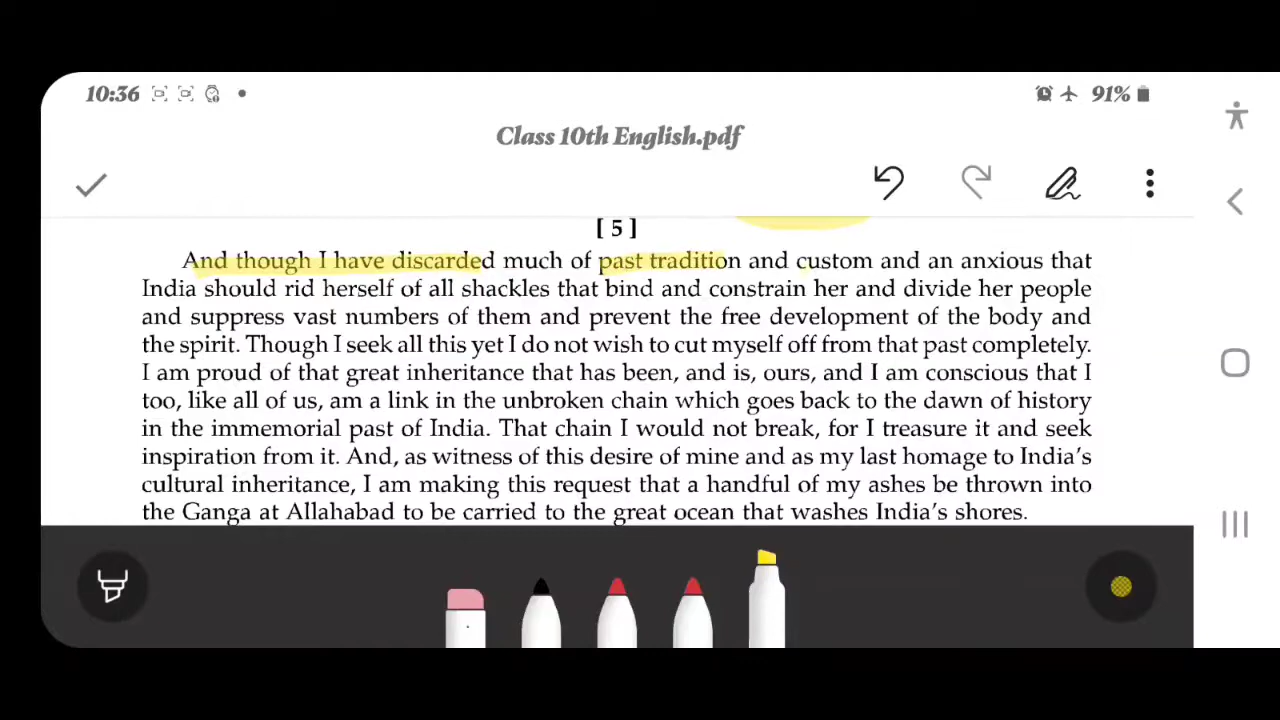 10:36
91%
Class 10th English.pdf
[ 5 ]
And though I have discarded much of past tradition and custom and an anxious that
India should rid herself of all shackles that bind and constrain her and divide her people
and suppress vast numbers of them and prevent the free development of the body and
the spirit. Though I seek all this yet I do not wish to cut myself off from that past completely.
I am proud of that great inheritance that has been, and is, ours, and I am conscious that I
too, like all of us, am a link in the unbroken chain which goes back to the dawn of history
in the immemorial past of India. That chain I would not break, for I treasure it and seek
inspiration from it. And, as witness of this desire of mine and as my last homage to India's
cultural inheritance, I am making this request that a handful of my ashes be thrown into
the Ganga at Allahabad to be carried to the great ocean that washes India's shores.